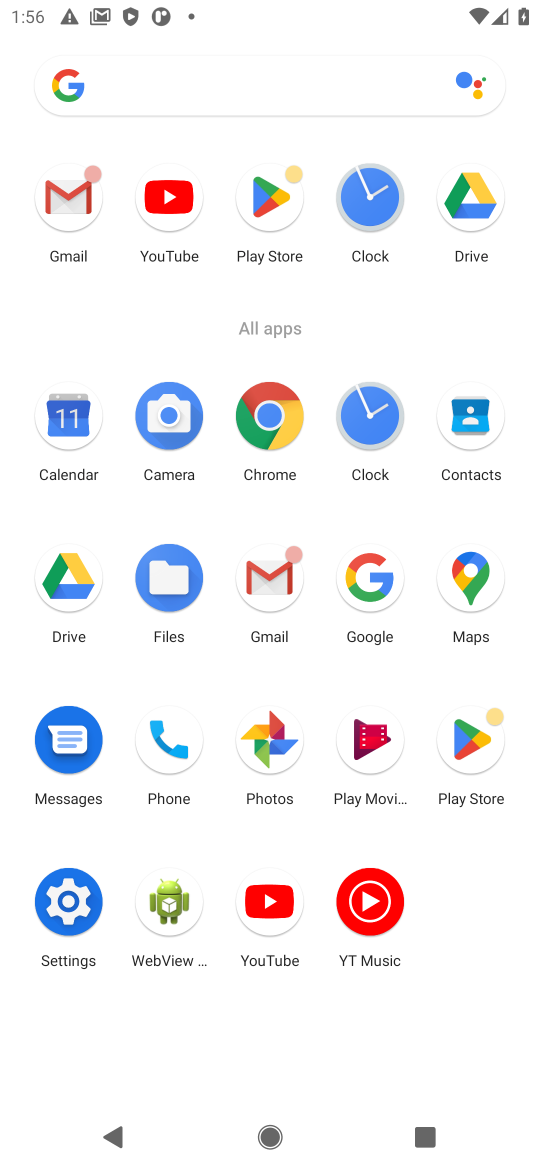 1:56
Gmail YouTube Play Store Clock Drive
All apps
11
Calendar Camera Chrome Clock Contacts
Drive Files Gmail Google Maps
Messages Phone Photos Play Movi... Play Store
Settings WebView ... YouTube YT Music